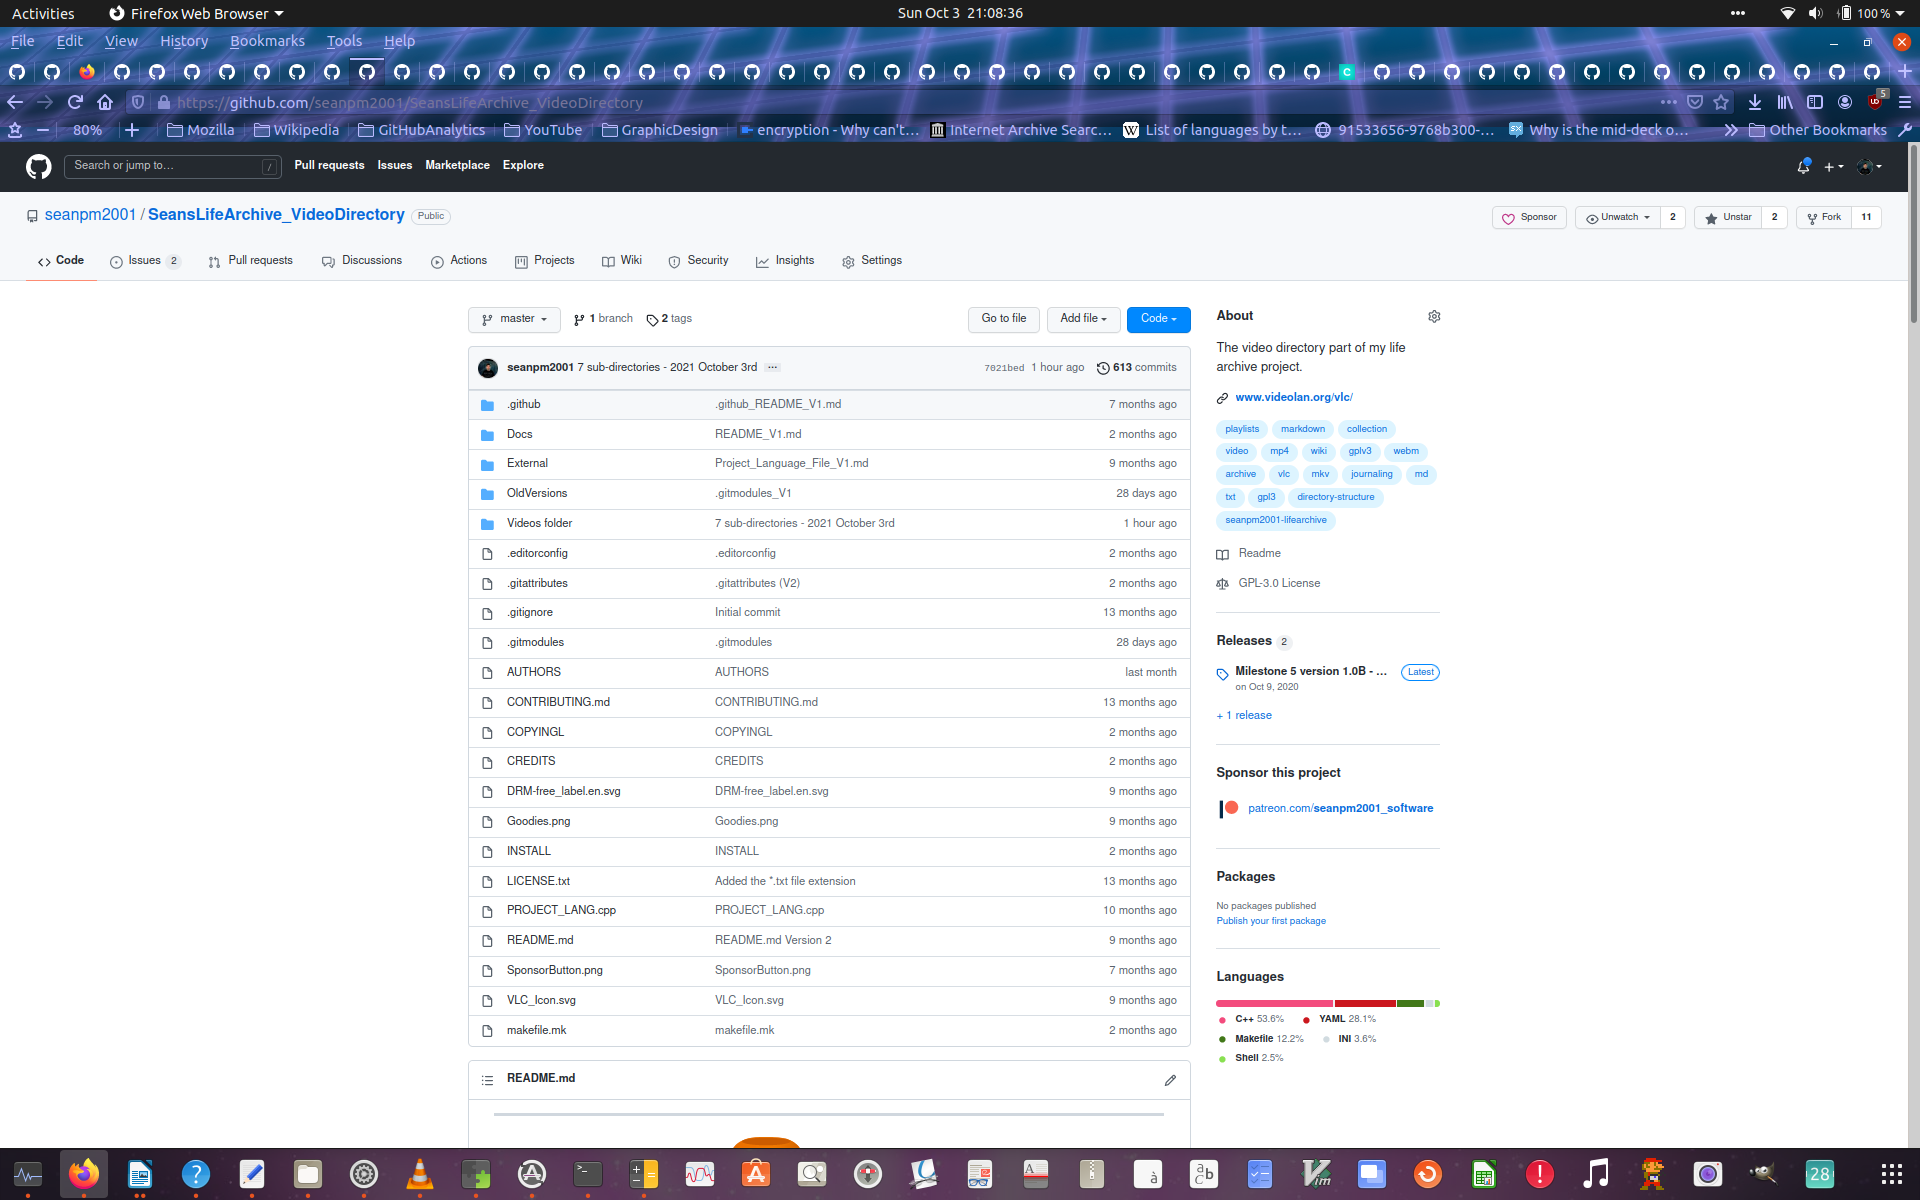 Activities Firefox Web Browser Sun Oct 3 21:08:36 100 %
File Edit View History Bookmarks Tools Help
https://github.com/seanpm2001/SeansLifeArchive_VideoDirectory 5
80% Mozilla Wikipedia GitHubAnalytics YouTube GraphicDesign encryption - Why can't… Internet Archive Searc… List of languages by t… 91533656-9768b300-… Why is the mid-deck o… Other Bookmarks
Search or jump to… / Pull requests Issues Marketplace Explore
seanpm2001 / SeansLifeArchive_VideoDirectory Public Sponsor Unwatch 2 Unstar 2 Fork 11
Code Issues 2 Pull requests Discussions Actions Projects Wiki Security Insights Settings
master 1 branch 2 tags Go to file Add file Code
seanpm2001 7 sub-directories - 2021 October 3rd … 7021bed 1 hour ago 613 commits
.github .github_README_V1.md 7 months ago
Docs README_V1.md 2 months ago
External Project_Language_File_V1.md 9 months ago
OldVersions .gitmodules_V1 28 days ago
Videos folder 7 sub-directories - 2021 October 3rd 1 hour ago
.editorconfig .editorconfig 2 months ago
.gitattributes .gitattributes (V2) 2 months ago
.gitignore Initial commit 13 months ago
.gitmodules .gitmodules 28 days ago
AUTHORS AUTHORS last month
CONTRIBUTING.md CONTRIBUTING.md 13 months ago
COPYINGL COPYINGL 2 months ago
CREDITS CREDITS 2 months ago
DRM-free_label.en.svg DRM-free_label.en.svg 9 months ago
Goodies.png Goodies.png 9 months ago
INSTALL INSTALL 2 months ago
LICENSE.txt Added the *.txt file extension 13 months ago
PROJECT_LANG.cpp PROJECT_LANG.cpp 10 months ago
README.md README.md Version 2 9 months ago
SponsorButton.png SponsorButton.png 7 months ago
VLC_Icon.svg VLC_Icon.svg 9 months ago
makefile.mk makefile.mk 2 months ago
README.md
About
The video directory part of my life
archive project.
www.videolan.org/vlc/
playlists markdown collection
video mp4 wiki gplv3 webm
archive vlc mkv journaling md
txt gpl3 directory-structure
seanpm2001-lifearchive
Readme
GPL-3.0 License
Releases 2
Milestone 5 version 1.0B - … Latest
on Oct 9, 2020
+ 1 release
Sponsor this project
patreon.com/seanpm2001_software
Packages
No packages published
Publish your first package
Languages
C++ 53.6% YAML 28.1%
Makefile 12.2% INI 3.6%
Shell 2.5%
28